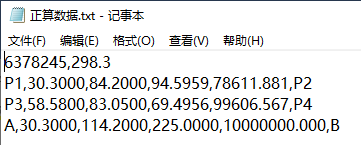 正算数据.txt - 记事本
文件(F) 编辑(E) 格式(O) 查看(V) 帮助(H)
6378245,298.3
P1,30.3000,84.2000,94.5959,78611.881,P2
P3,58.5800,83.0500,69.4956,99606.567,P4
A,30.3000,114.2000,225.0000,10000000.000,B